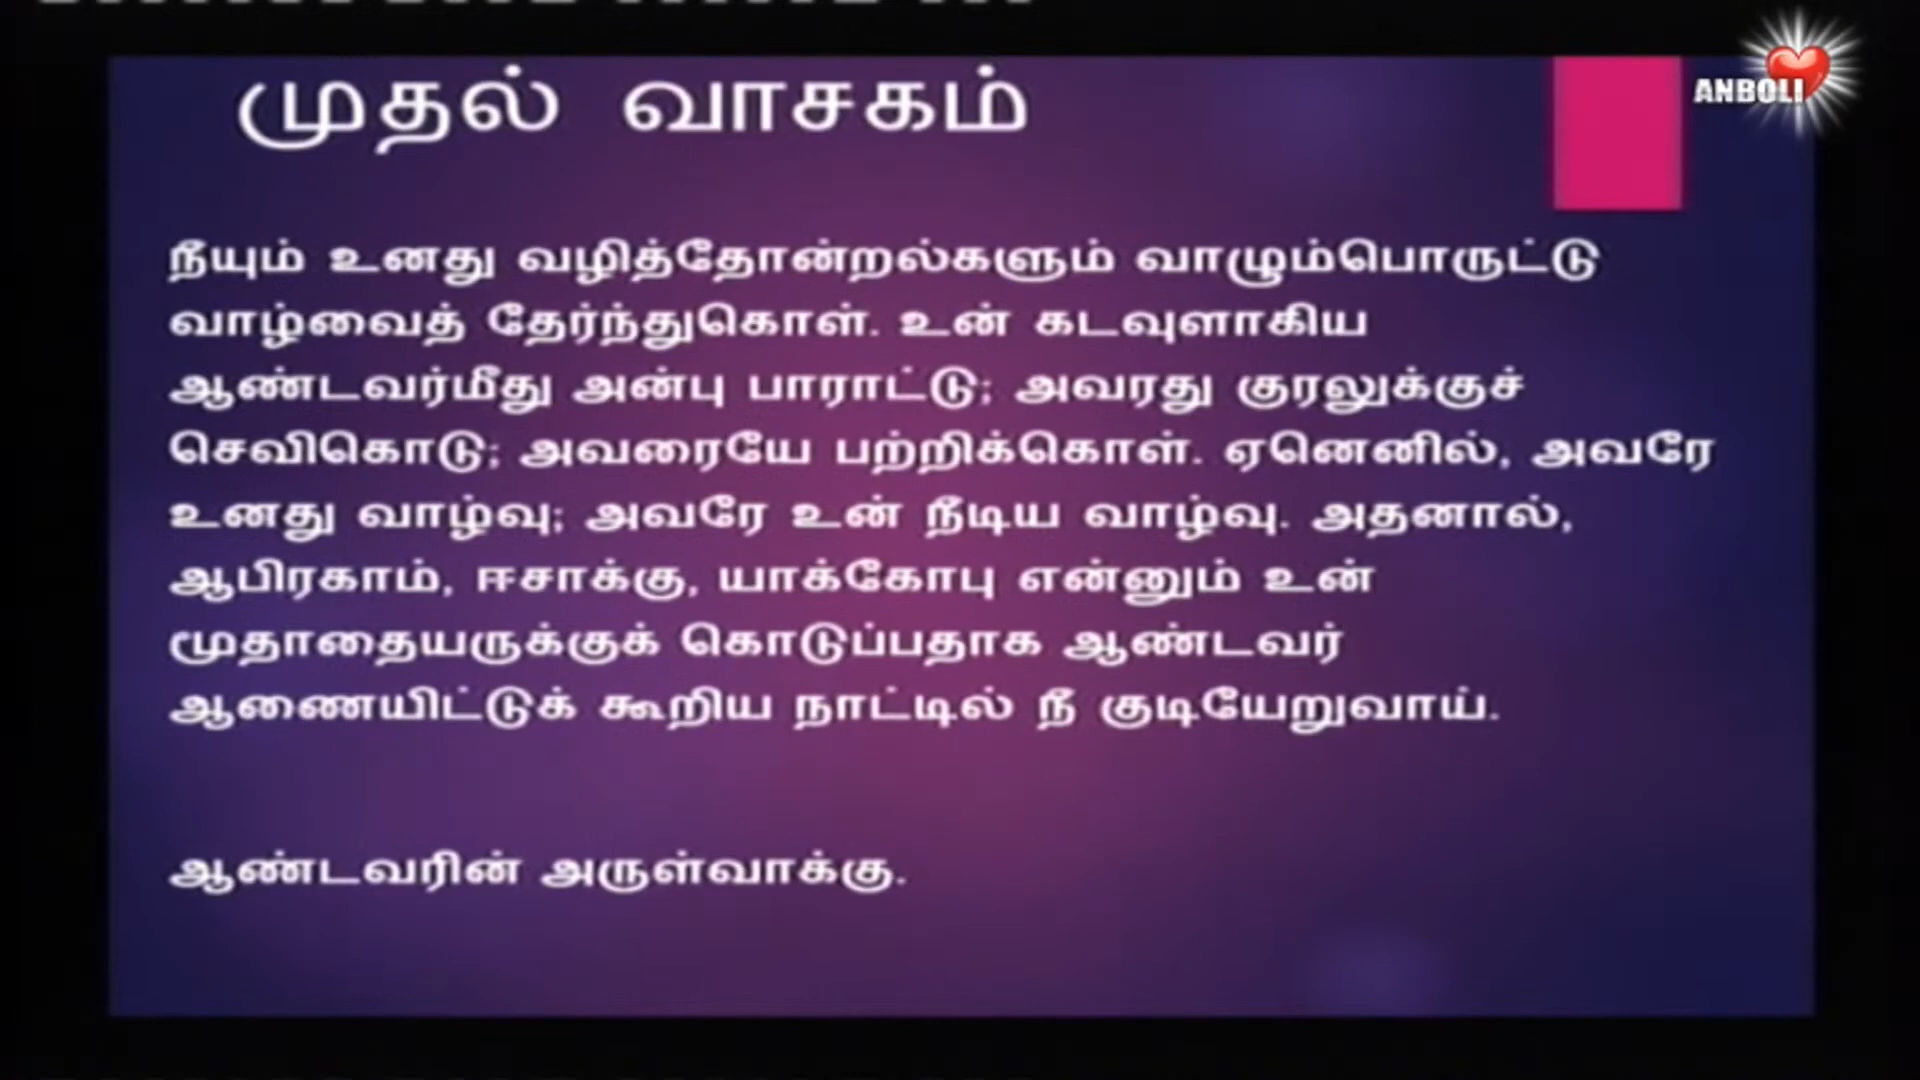 ANBOLI
முதல் வாசகம்
நீயும் உனது வழித்தோன்றல்களும் வாழும்பொருட்டு
வாழ்வைத் தேர்ந்துகொள். உன் கடவுளாகிய
ஆண்டவர்மீது அன்பு பாராட்டு; அவரது குரலுக்குச்
செவிகொடு; அவரையே பற்றிக்கொள். ஏனெனில், அவரே
உனது வாழ்வு; அவரே உன் நீடிய வாழ்வு. அதனால்,
ஆபிரகாம், ஈசாக்கு, யாக்கோபு என்னும் உன்
மூதாதையருக்குக் கொடுப்பதாக ஆண்டவர்
ஆணையிட்டுக் கூறிய நாட்டில் நீ குடியேறுவாய்.
ஆண்டவரின் அருள்வாக்கு.